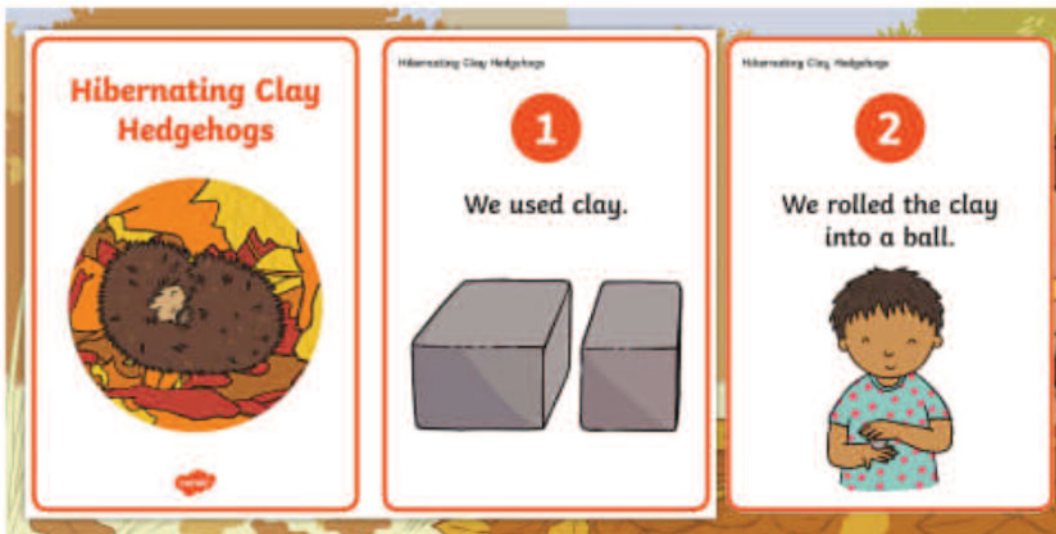 Hibernating Clay
Hedgehogs
Hibernating Clay Hedgehogs
1
We used clay.
Hibernating Clay Hedgehogs
2
We rolled the clay
into a ball.